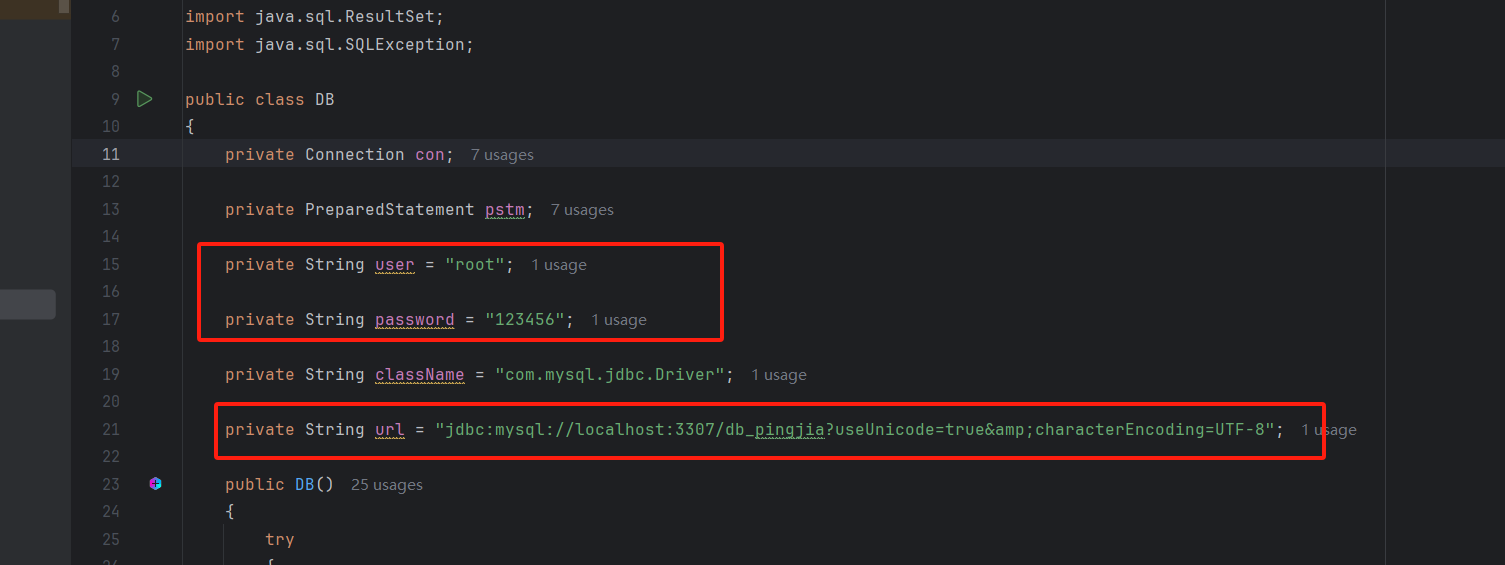 6 import java.sql.ResultSet;
7 import java.sql.SQLException;
8
9 public class DB
10 {
11 private Connection con; 7 usages
12
13 private PreparedStatement pstm; 7 usages
14
15 private String user = "root"; 1 usage
16
17 private String password = "123456"; 1 usage
18
19 private String className = "com.mysql.jdbc.Driver"; 1 usage
20
21 private String url = "jdbc:mysql://localhost:3307/db_pingjia?useUnicode=true&amp;characterEncoding=UTF-8"; 1 usage
22
23 public DB() 25 usages
24 {
25 try
26 {